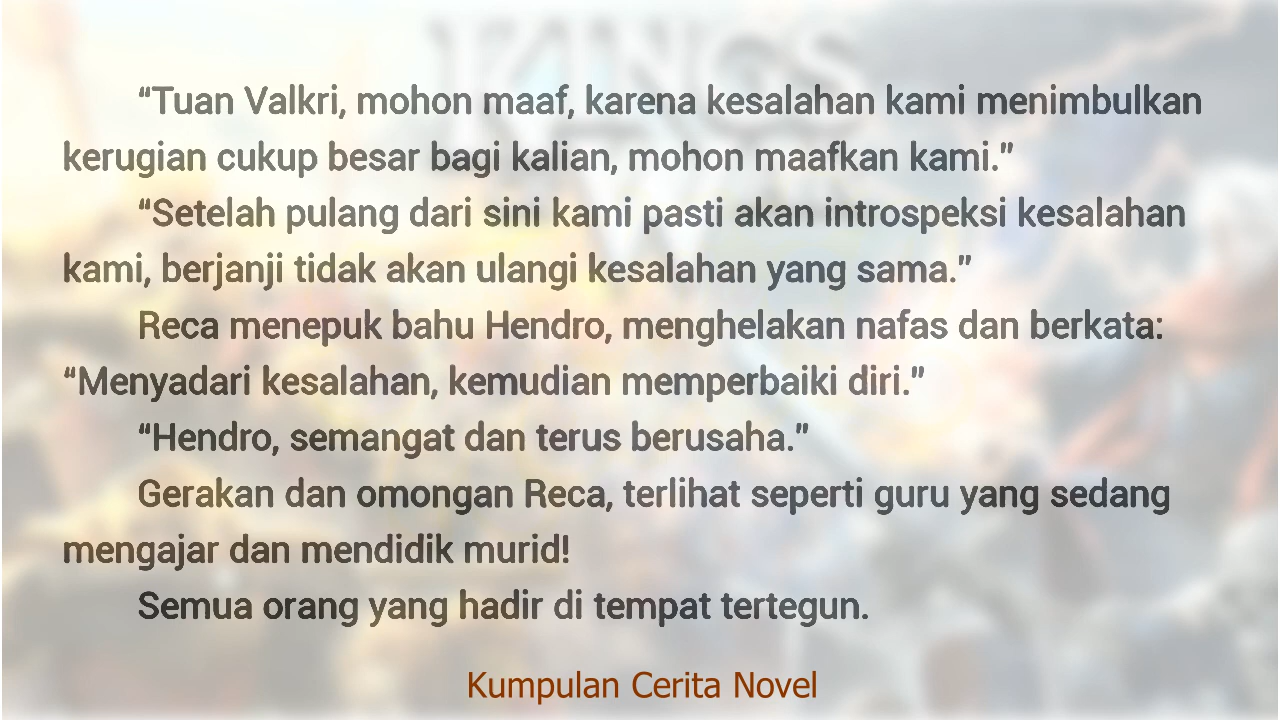 “Tuan Valkri, mohon maaf, karena kesalahan kami menimbulkan
kerugian cukup besar bagi kalian, mohon maafkan kami.”
“Setelah pulang dari sini kami pasti akan introspeksi kesalahan
kami, berjanji tidak akan ulangi kesalahan yang sama.”
Reca menepuk bahu Hendro, menghelakan nafas dan berkata:
“Menyadari kesalahan, kemudian memperbaiki diri.”
“Hendro, semangat dan terus berusaha.”
Gerakan dan omongan Reca, terlihat seperti guru yang sedang
mengajar dan mendidik murid!
Semua orang yang hadir di tempat tertegun.
Kumpulan Cerita Novel